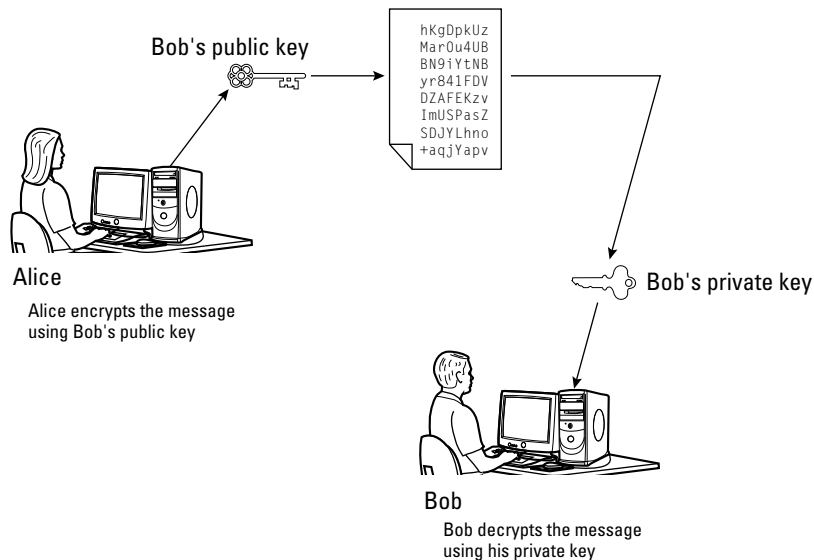 Bob's public key
hKgDpkUz
MarOu4UB
BN9iYtNB
yr841FDV
DZAFEKzv
ImUSPasZ
SDJYLhno
+aqjYapv
Alice
Alice encrypts the message
using Bob's public key
Bob's private key
Bob
Bob decrypts the message
using his private key